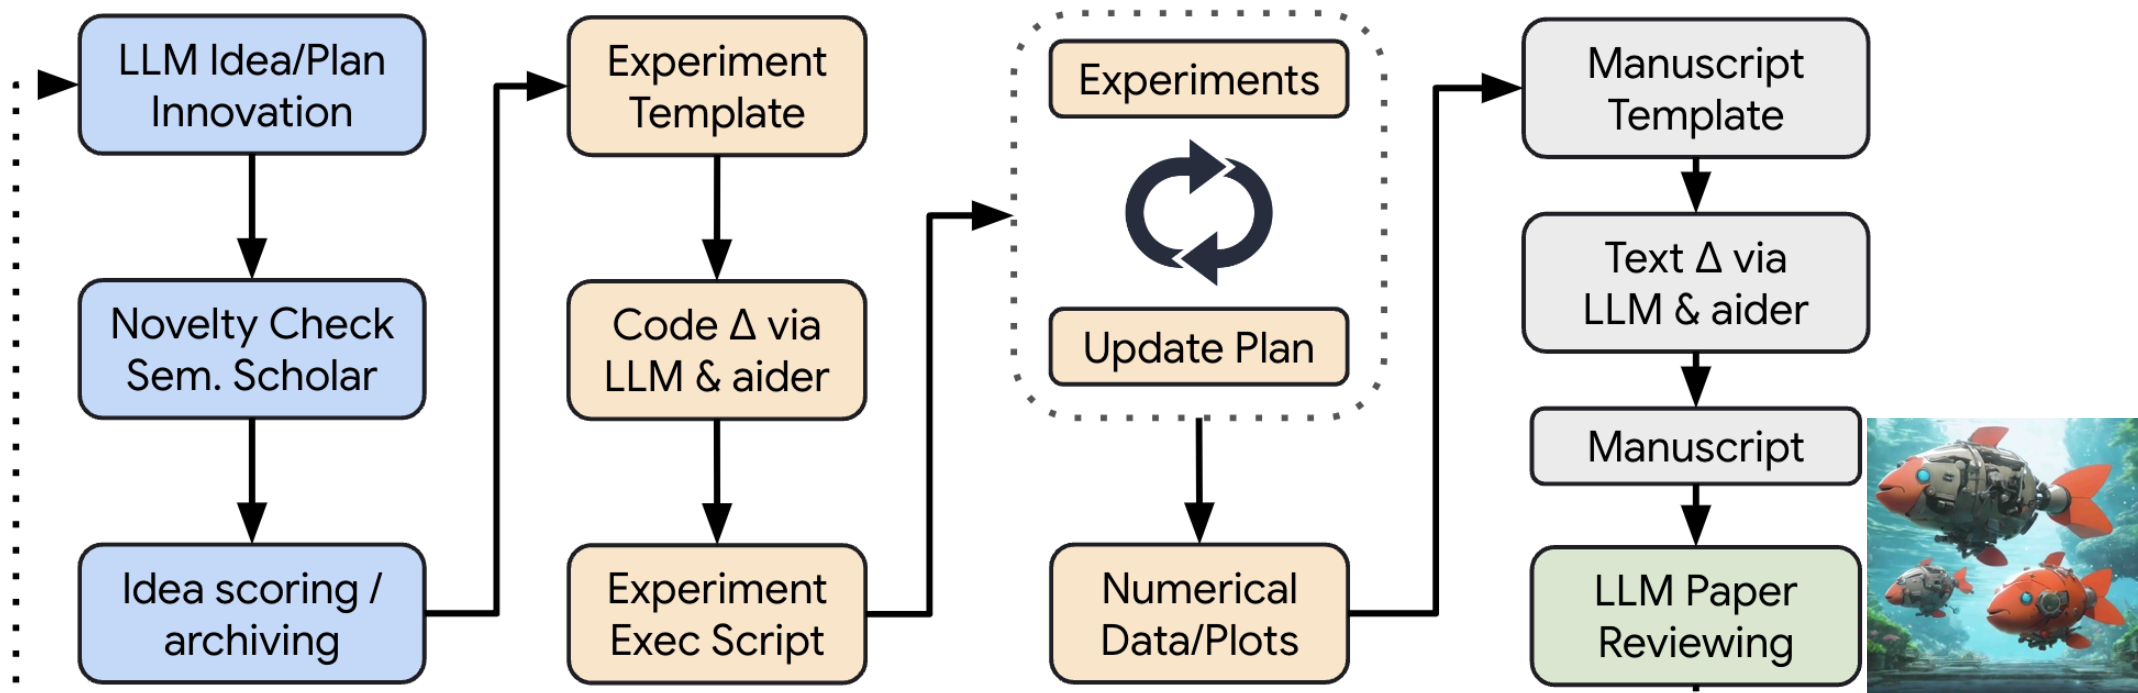 LLM Idea/Plan
Innovation
Novelty Check
Sem. Scholar
Idea scoring /
archiving
Experiment
Template
Code Δ via
LLM & aider
Experiment
Exec Script
Experiments
Update Plan
Numerical
Data/Plots
Manuscript
Template
Text Δ via
LLM & aider
Manuscript
LLM Paper
Reviewing